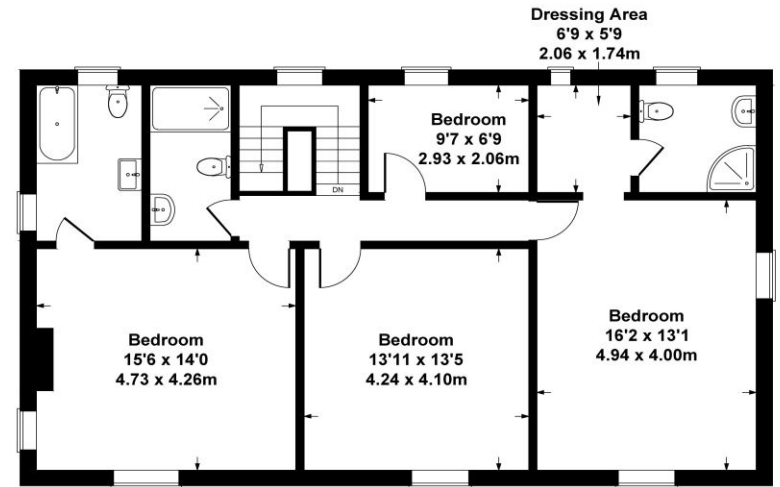 Dressing Area
6'9 x 5'9
2.06 x 1.74m
Bedroom
9'7 x 6'9
2.93 x 2.06m
DN
Bedroom
15'6 x 14'0
4.73 x 4.26m
Bedroom
13'11 x 13'5
4.24 x 4.10m
Bedroom
16'2 x 13'1
4.94 x 4.00m